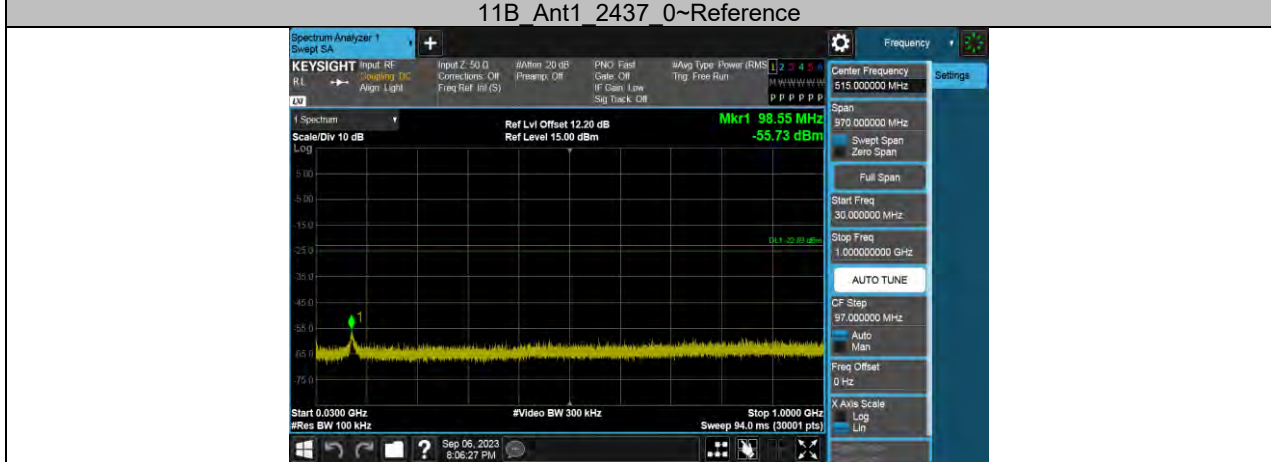 11B_Ant1_2437_0~Reference
Spectrum Analyzer 1
Swept SA
+
Frequency
KEYSIGHT
RL
LXI
Input: RF
Coupling: DC
Align: Light
Input Z: 50 Ω
Corrections: Off
Freq Ref: Int (S)
#Atten: 20 dB
Preamp: Off
PNO: Fast
Gate: Off
IF Gain: Low
Sig Track: Off
#Avg Type: Power (RMS
Trig: Free Run
1 2 3 4 5 6
M W W W W W
P P P P P P
Center Frequency
515.000000 MHz
Settings
Span
970.000000 MHz
Swept Span
Zero Span
Full Span
Start Freq
30.000000 MHz
Stop Freq
1.000000000 GHz
AUTO TUNE
CF Step
97.000000 MHz
Auto
Man
Freq Offset
0 Hz
X Axis Scale
Log
Lin
1 Spectrum
Scale/Div 10 dB
Log
Ref Lvl Offset 12.20 dB
Ref Level 15.00 dBm
Mkr1 98.55 MHz
-55.73 dBm
5.00
-5.00
-15.0
-25.0
-35.0
-45.0
-55.0
-65.0
-75.0
1
Start 0.0300 GHz
#Res BW 100 kHz
#Video BW 300 kHz
Stop 1.0000 GHz
Sweep 94.0 ms (30001 pts)
?
Sep 06, 2023
8:06:27 PM